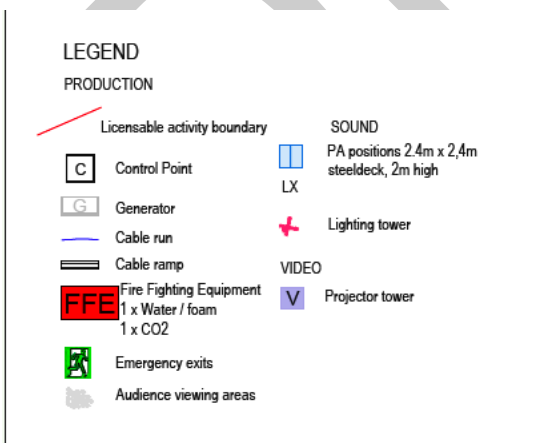 LEGEND
PRODUCTION
Licensable activity boundary
C Control Point
G Generator
Cable run
Cable ramp
FFE Fire Fighting Equipment
1 x Water / foam
1 x CO2
Emergency exits
Audience viewing areas
SOUND
PA positions 2.4m x 2,4m
steeldeck, 2m high
LX
Lighting tower
VIDEO
V Projector tower